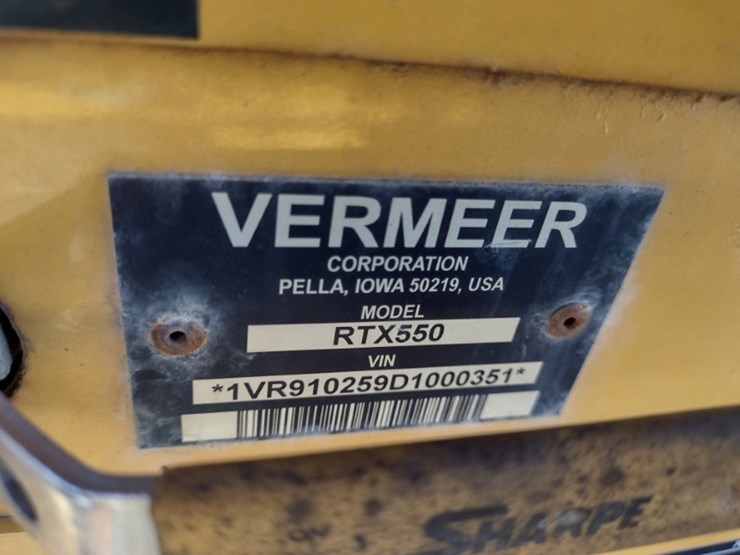 VERMEER
CORPORATION
PELLA, IOWA 50219, USA
MODEL
RTX550
VIN
*1VR910259D1000351*
SHARPE